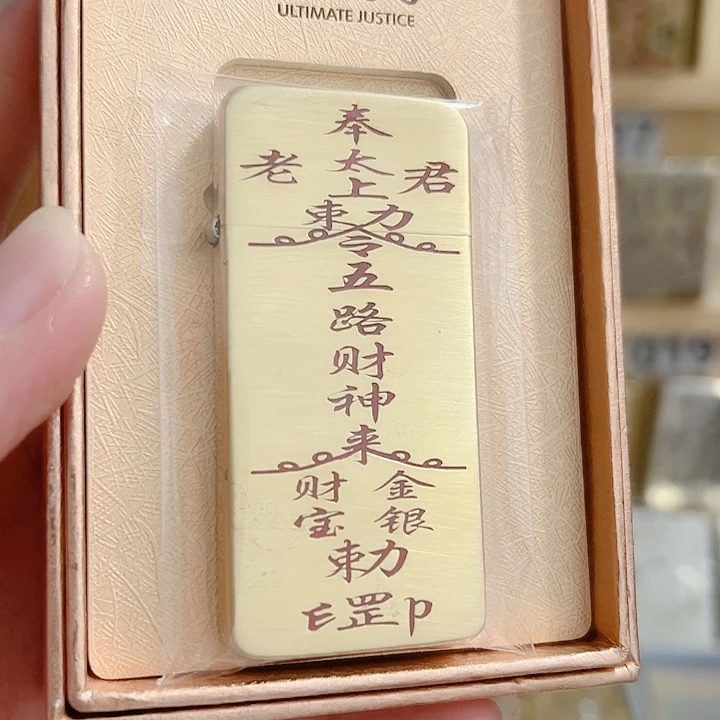 ULTIMATE JUSTICE
奉
老 太 君
上
敕
令
五
路
财
神
来
财 金
宝 银
敕
罡